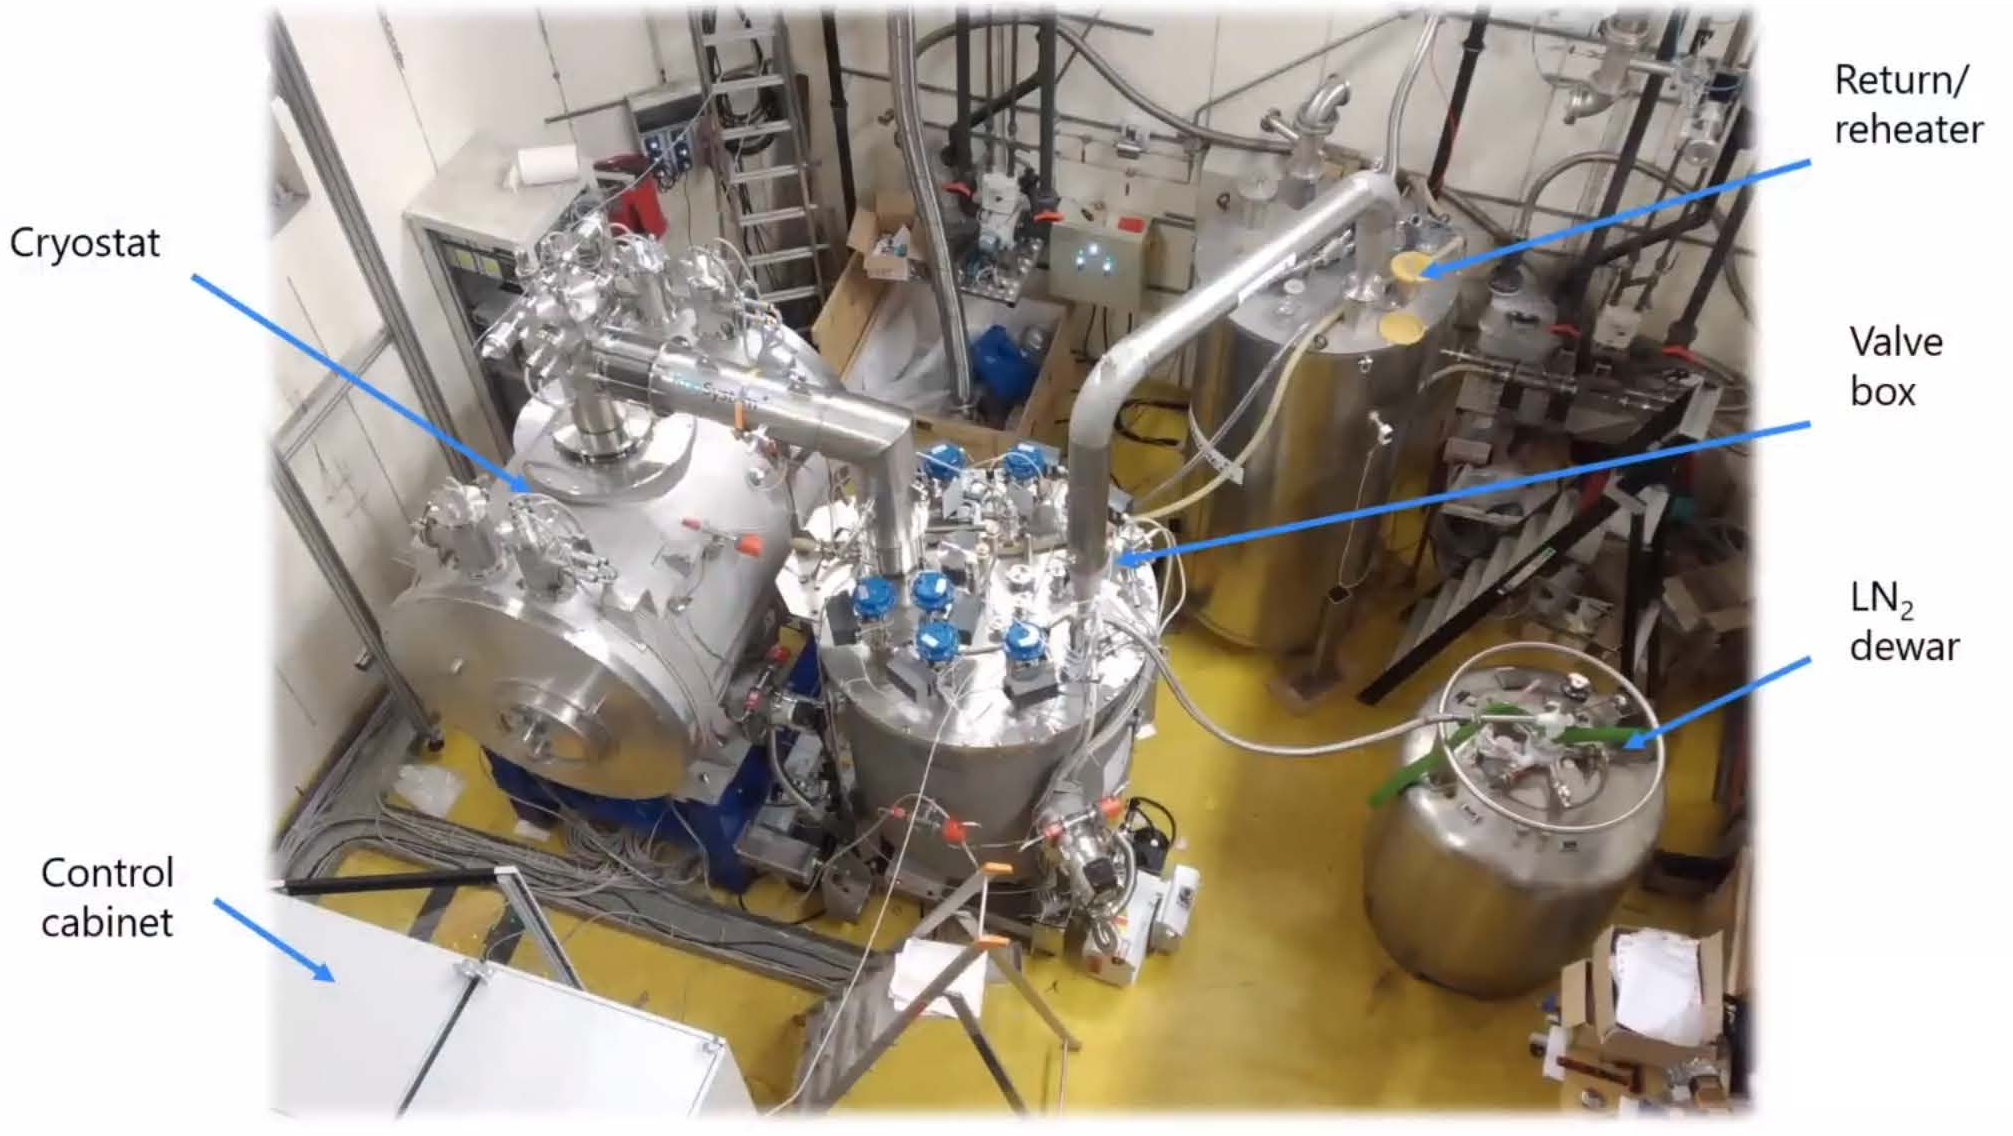 Return/
reheater
Cryostat
Valve
box
LN₂
dewar
Control
cabinet